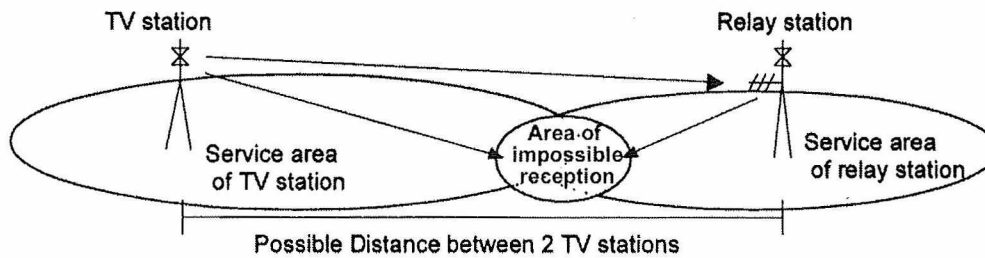 TV station
Relay station
Area of
impossible
reception
Service area
of TV station
Service area
of relay station
Possible Distance between 2 TV stations